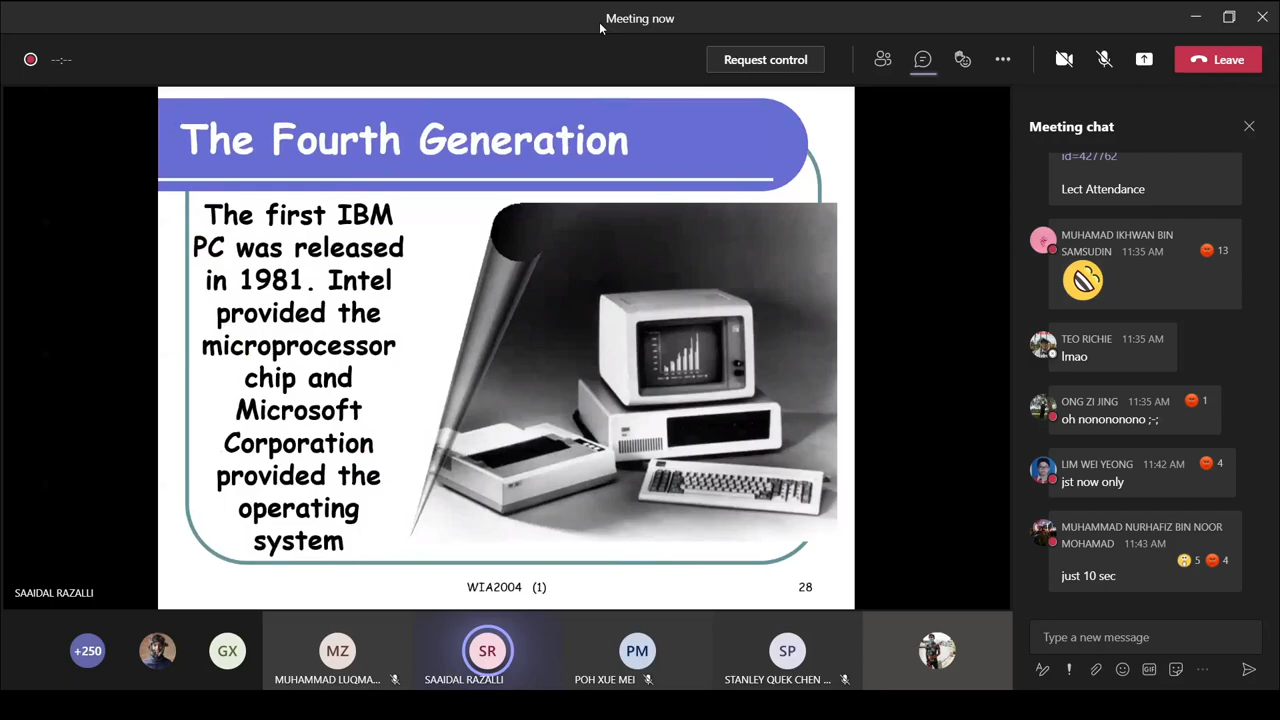 Meeting now
--:--
Request control
Leave
The Fourth Generation
The first IBM
PC was released
in 1981. Intel
provided the
microprocessor
chip and
Microsoft
Corporation
provided the
operating
system
WIA2004 (1)
28
SAAIDAL RAZALLI
+250
GX
MZ
MUHAMMAD LUQMA...
SR
SAAIDAL RAZALLI
PM
POH XUE MEI
SP
STANLEY QUEK CHEN ...
Meeting chat
id=427762
Lect Attendance
MUHAMAD IKHWAN BIN
SAMSUDIN 11:35 AM
13
TEO RICHIE 11:35 AM
lmao
ONG ZI JING 11:35 AM
1
oh nonononono ;-;
LIM WEI YEONG 11:42 AM
4
jst now only
MUHAMMAD NURHAFIZ BIN NOOR
MOHAMAD 11:43 AM
5 4
just 10 sec
Type a new message
GIF